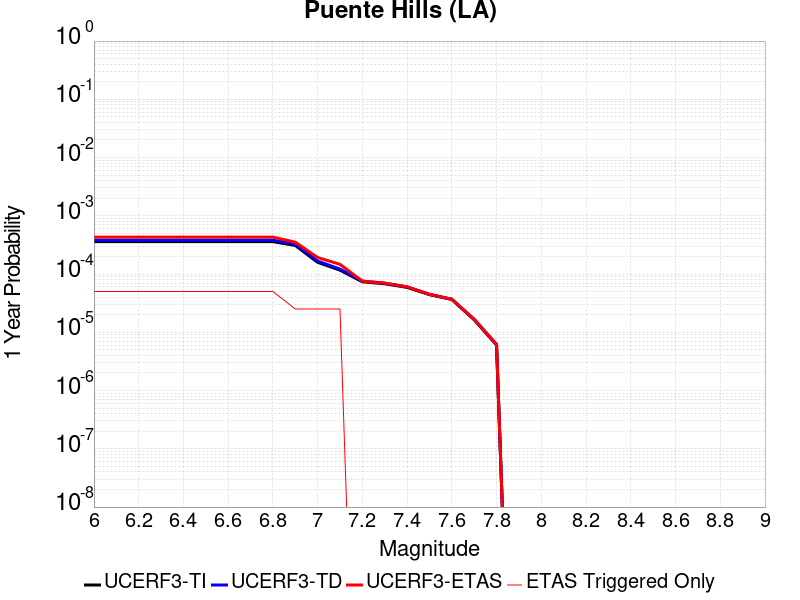 Puente Hills (LA)
1 Year Probability
10^0
10^-1
10^-2
10^-3
10^-4
10^-5
10^-6
10^-7
10^-8
6 6.2 6.4 6.6 6.8 7 7.2 7.4 7.6 7.8 8 8.2 8.4 8.6 8.8 9
Magnitude
UCERF3-TI UCERF3-TD UCERF3-ETAS ETAS Triggered Only